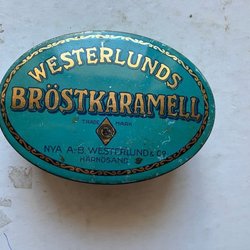 WESTERLUNDS
BRÖSTKARAMELL
TRADE MARK
NYA A.-B. WESTERLUND & Co
HÄRNÖSAND